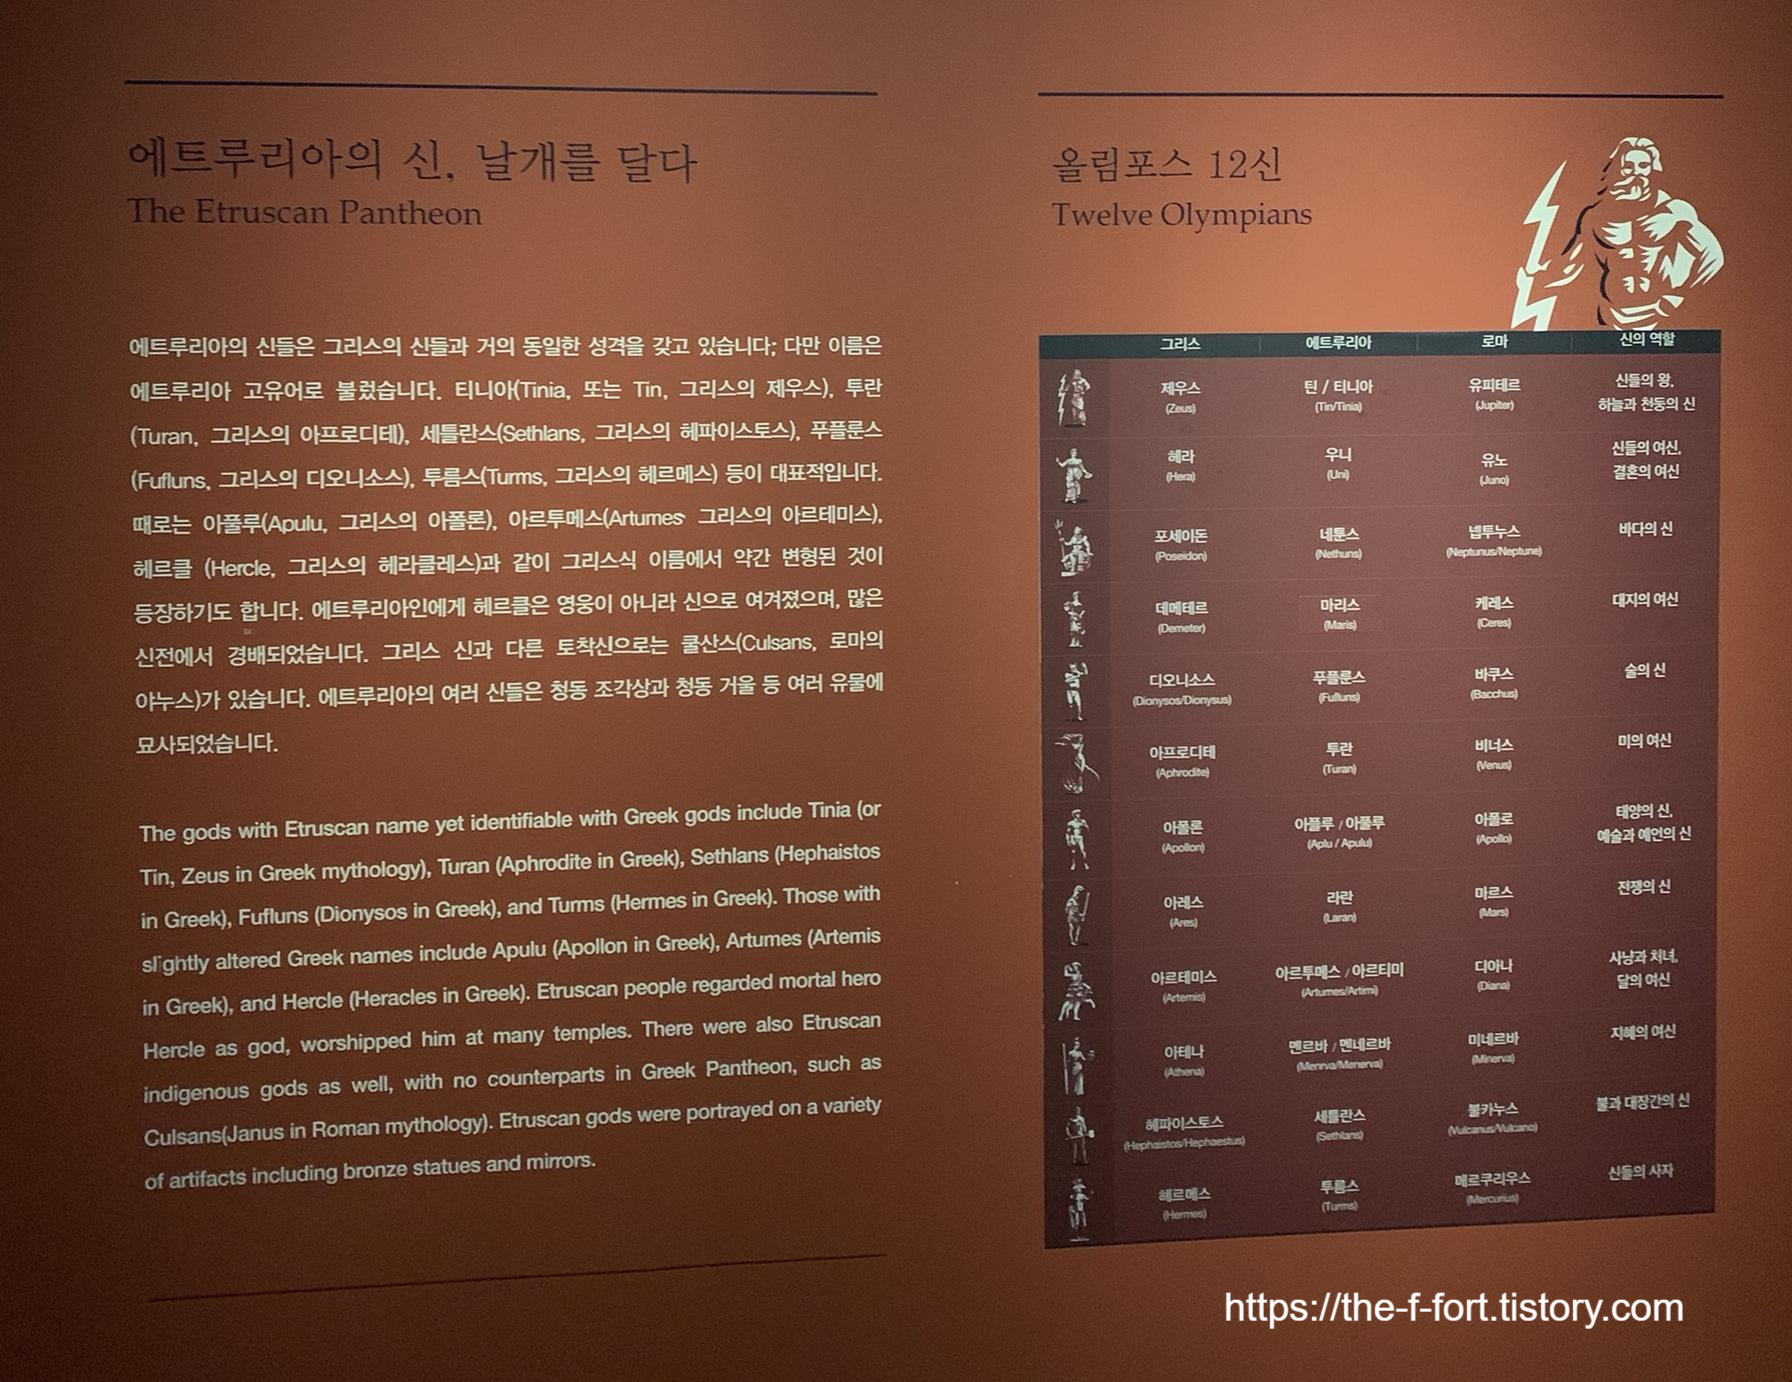 에트루리아의 신, 날개를 달다
The Etruscan Pantheon
에트루리아의 신들은 그리스의 신들과 거의 동일한 성격을 갖고 있습니다; 다만 이름은
에트루리아 고유어로 불렀습니다. 티니아(Tinia, 또는 Tin, 그리스의 제우스), 투란
(Turan, 그리스의 아프로디테), 세틀란스(Sethlans, 그리스의 헤파이스토스), 푸플룬스
(Fufluns, 그리스의 디오니소스), 투름스(Turms, 그리스의 헤르메스) 등이 대표적입니다.
때로는 아풀루(Apulu, 그리스의 아폴론), 아르투메스(Artumes 그리스의 아르테미스),
헤르클 (Hercle, 그리스의 헤라클레스)과 같이 그리스식 이름에서 약간 변형된 것이
등장하기도 합니다. 에트루리아인에게 헤르클은 영웅이 아니라 신으로 여겨졌으며, 많은
신전에서 경배되었습니다. 그리스 신과 다른 토착신으로는 쿨산스(Culsans, 로마의
야누스)가 있습니다. 에트루리아의 여러 신들은 청동 조각상과 청동 거울 등 여러 유물에
묘사되었습니다.
The gods with Etruscan name yet identifiable with Greek gods include Tinia (or
Tin, Zeus in Greek mythology), Turan (Aphrodite in Greek), Sethlans (Hephaistos
in Greek), Fufluns (Dionysos in Greek), and Turms (Hermes in Greek). Those with
slightly altered Greek names include Apulu (Apollon in Greek), Artumes (Artemis
in Greek), and Hercle (Heracles in Greek). Etruscan people regarded mortal hero
Hercle as god, worshipped him at many temples. There were also Etruscan
indigenous gods as well, with no counterparts in Greek Pantheon, such as
Culsans(Janus in Roman mythology). Etruscan gods were portrayed on a variety
of artifacts including bronze statues and mirrors.
올림포스 12신
Twelve Olympians
그리스 에트루리아 로마 신의 역할
제우스 틴 / 티니아 유피테르 신들의 왕,
(Zeus) (Tin/Tinia) (Jupiter) 하늘과 천둥의 신
헤라 우니 유노 신들의 여신,
(Hera) (Uni) (Juno) 결혼의 여신
포세이돈 네툰스 넵투누스 바다의 신
(Poseidon) (Nethuns) (Neptunus/Neptune)
데메테르 마리스 케레스 대지의 여신
(Demeter) (Maris) (Ceres)
디오니소스 푸플룬스 바쿠스 술의 신
(Dionysos/Dionysus) (Fufluns) (Bacchus)
아프로디테 투란 비너스 미의 여신
(Aphrodite) (Turan) (Venus)
아폴론 아플루 / 아풀루 아폴로 태양의 신,
(Apollon) (Aplu / Apulu) (Apollo) 예술과 예언의 신
아레스 라란 마르스 전쟁의 신
(Ares) (Laran) (Mars)
아르테미스 아르투메스 / 아르티미 디아나 사냥과 처녀,
(Artemis) (Artumes/Artimi) (Diana) 달의 여신
아테나 멘르바 / 멘네르바 미네르바 지혜의 여신
(Athena) (Menrva/Menerva) (Minerva)
헤파이스토스 세틀란스 불카누스 불과 대장간의 신
(Hephaistos/Hephaestus) (Sethlans) (Vulcanus/Vulcano)
헤르메스 투름스 메르쿠리우스 신들의 사자
(Hermes) (Turms) (Mercurius)
https://the-f-fort.tistory.com